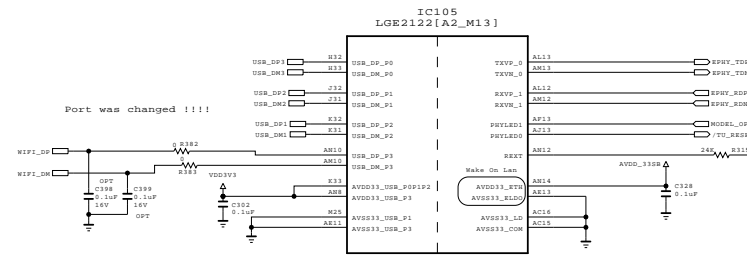 IC105
LGE2122[A2_M13]
USB_DP3 H32 USB_DP_P0 TXVP_0 AL13 EPHY_TDP
USB_DM3 H33 USB_DM_P0 TXVN_0 AM13
USB_DP2 J32 USB_DP_P1 RXVP_1 AL12 EPHY_RDP
USB_DM2 J31 USB_DM_P1 RXVN_1 AM12 EPHY_RDN
Port was changed !!!!
USB_DP1 K32 USB_DP_P2 PHYLED1 AF13 MODEL_OP
USB_DM1 K31 USB_DM_P2 PHYLED0 AJ13 /TU_RES
WIFI_DP 0 R382 AN10 USB_DP_P3 REXT AN12 24K R315
WIFI_DM 0 R383 AM10 USB_DM_P3
VDD3V3 Wake On Lan AVDD_33SB
K33 AVDD33_USB_P0P1P2 AVDD33_ETH AN14
AN8 AVDD33_USB_P3 AVSS33_ELDO AE13
OPT
C398 0.1uF 16V
C399 0.1uF 16V
OPT
C302 0.1uF
C328 0.1uF
M25 AVSS33_USB_P1 AVSS33_LD AC16
AE11 AVSS33_USB_P3 AVSS33_COM AC15